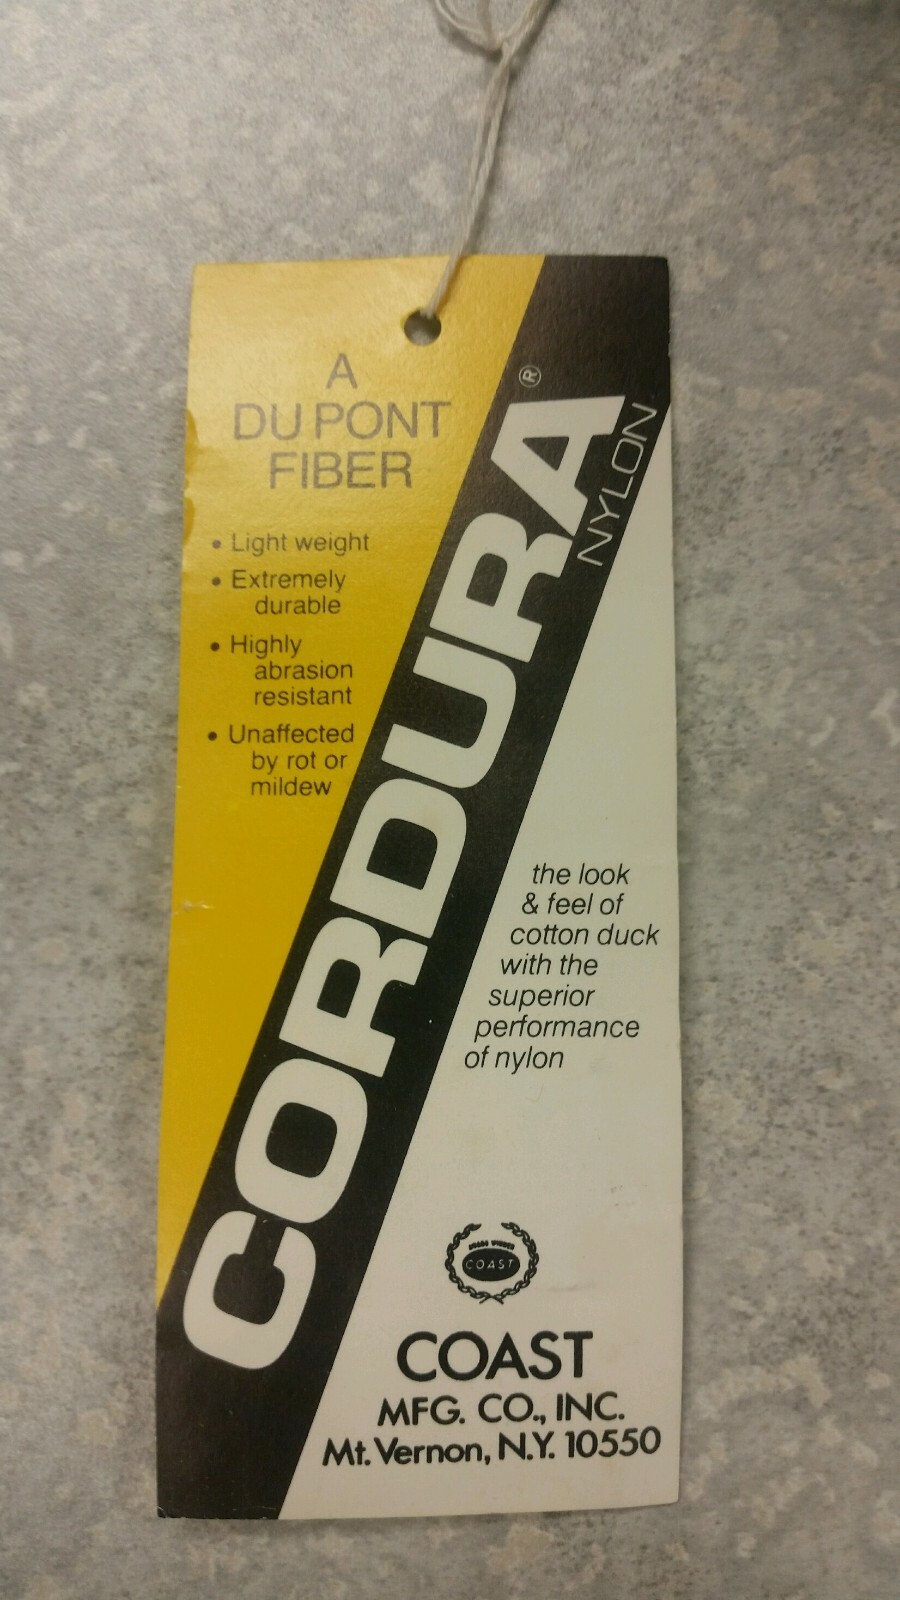 A
DU PONT
FIBER
• Light weight
• Extremely
durable
• Highly
abrasion
resistant
• Unaffected
by rot or
mildew
CORDURA®
NYLON
the look
& feel of
cotton duck
with the
superior
performance
of nylon
COAST
COAST
MFG. CO., INC.
Mt. Vernon, N.Y. 10550